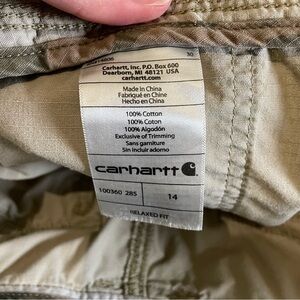 Carhartt, Inc. P.O. Box 600
Dearborn, MI 48121 USA
carhartt.com
Made in China
Fabriqué en Chine
Hecho en China
100% Cotton
100% Coton
100% Algodón
Exclusive of Trimming
Sans garniture
Sin incluir adorno
carhartt
100360 285
14
RELAXED FIT